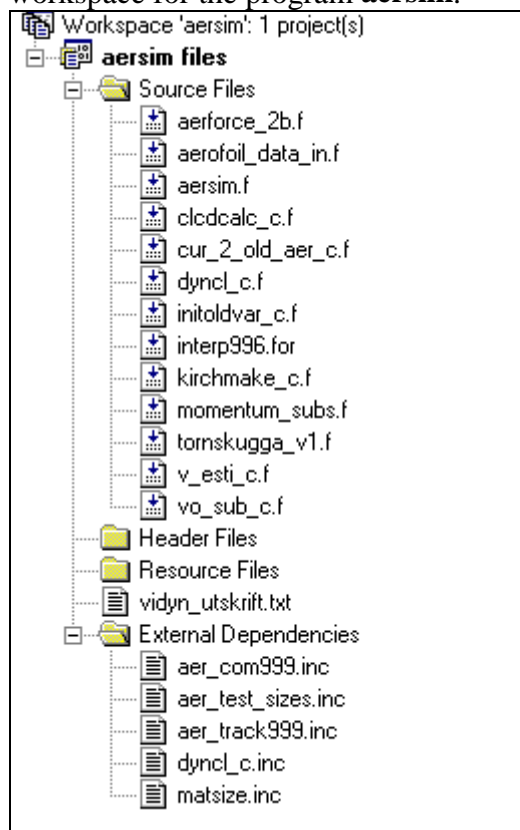 workspace for the program aersim.
Workspace 'aersim': 1 project(s)
aersim files
Source Files
aerforce_2b.f
aerofoil_data_in.f
aersim.f
clcdcalc_c.f
cur_2_old_aer_c.f
dyncl_c.f
initoldvar_c.f
interp996.for
kirchmake_c.f
momentum_subs.f
tornskugga_v1.f
v_esti_c.f
vo_sub_c.f
Header Files
Resource Files
vidyn_utskrift.txt
External Dependencies
aer_com999.inc
aer_test_sizes.inc
aer_track999.inc
dyncl_c.inc
matsize.inc